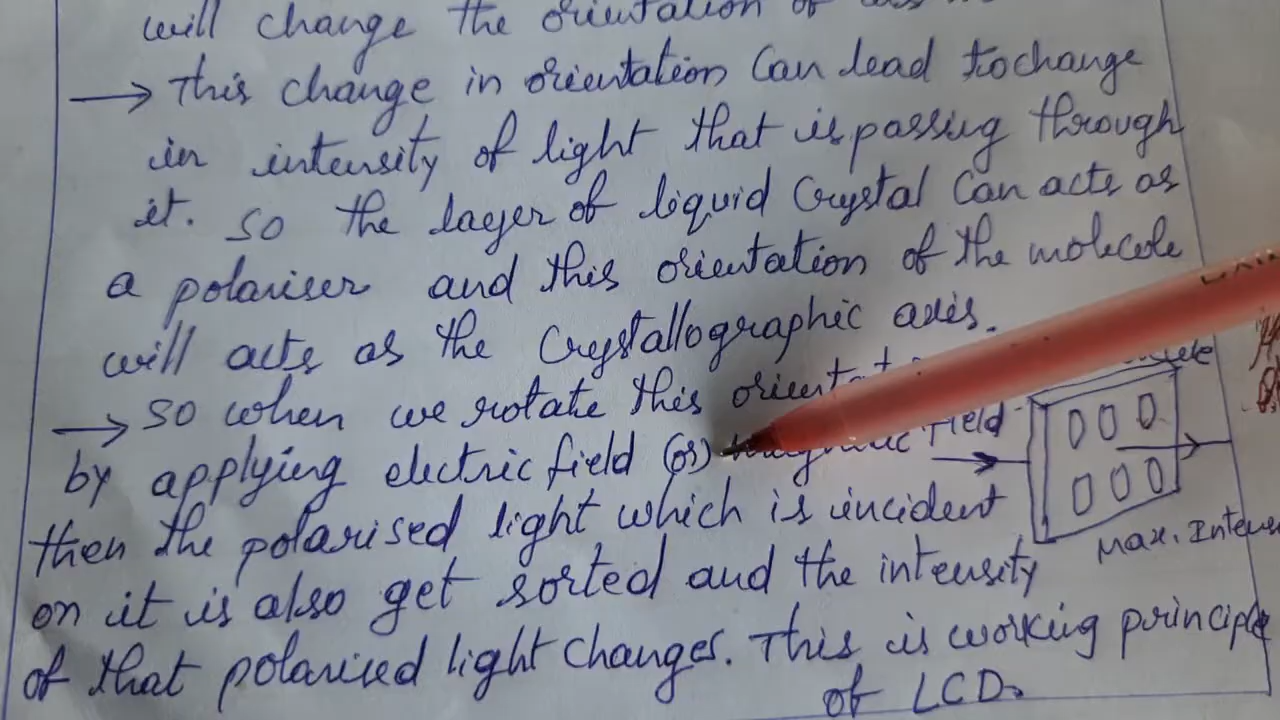 will change the orientation of
→ This change in orientation can lead to change
in intensity of light that is passing through
it. so the layer of liquid crystal can acts as
a polariser and this orientation of the molecule
will acts as the crystallographic axis.
→ so when we rotate this
by applying electric field (or) magnetic field
then the polarised light which is incident
on it is also get sorted and the intensity
of that polarised light changes. This is working principle
of LCD.
Max.